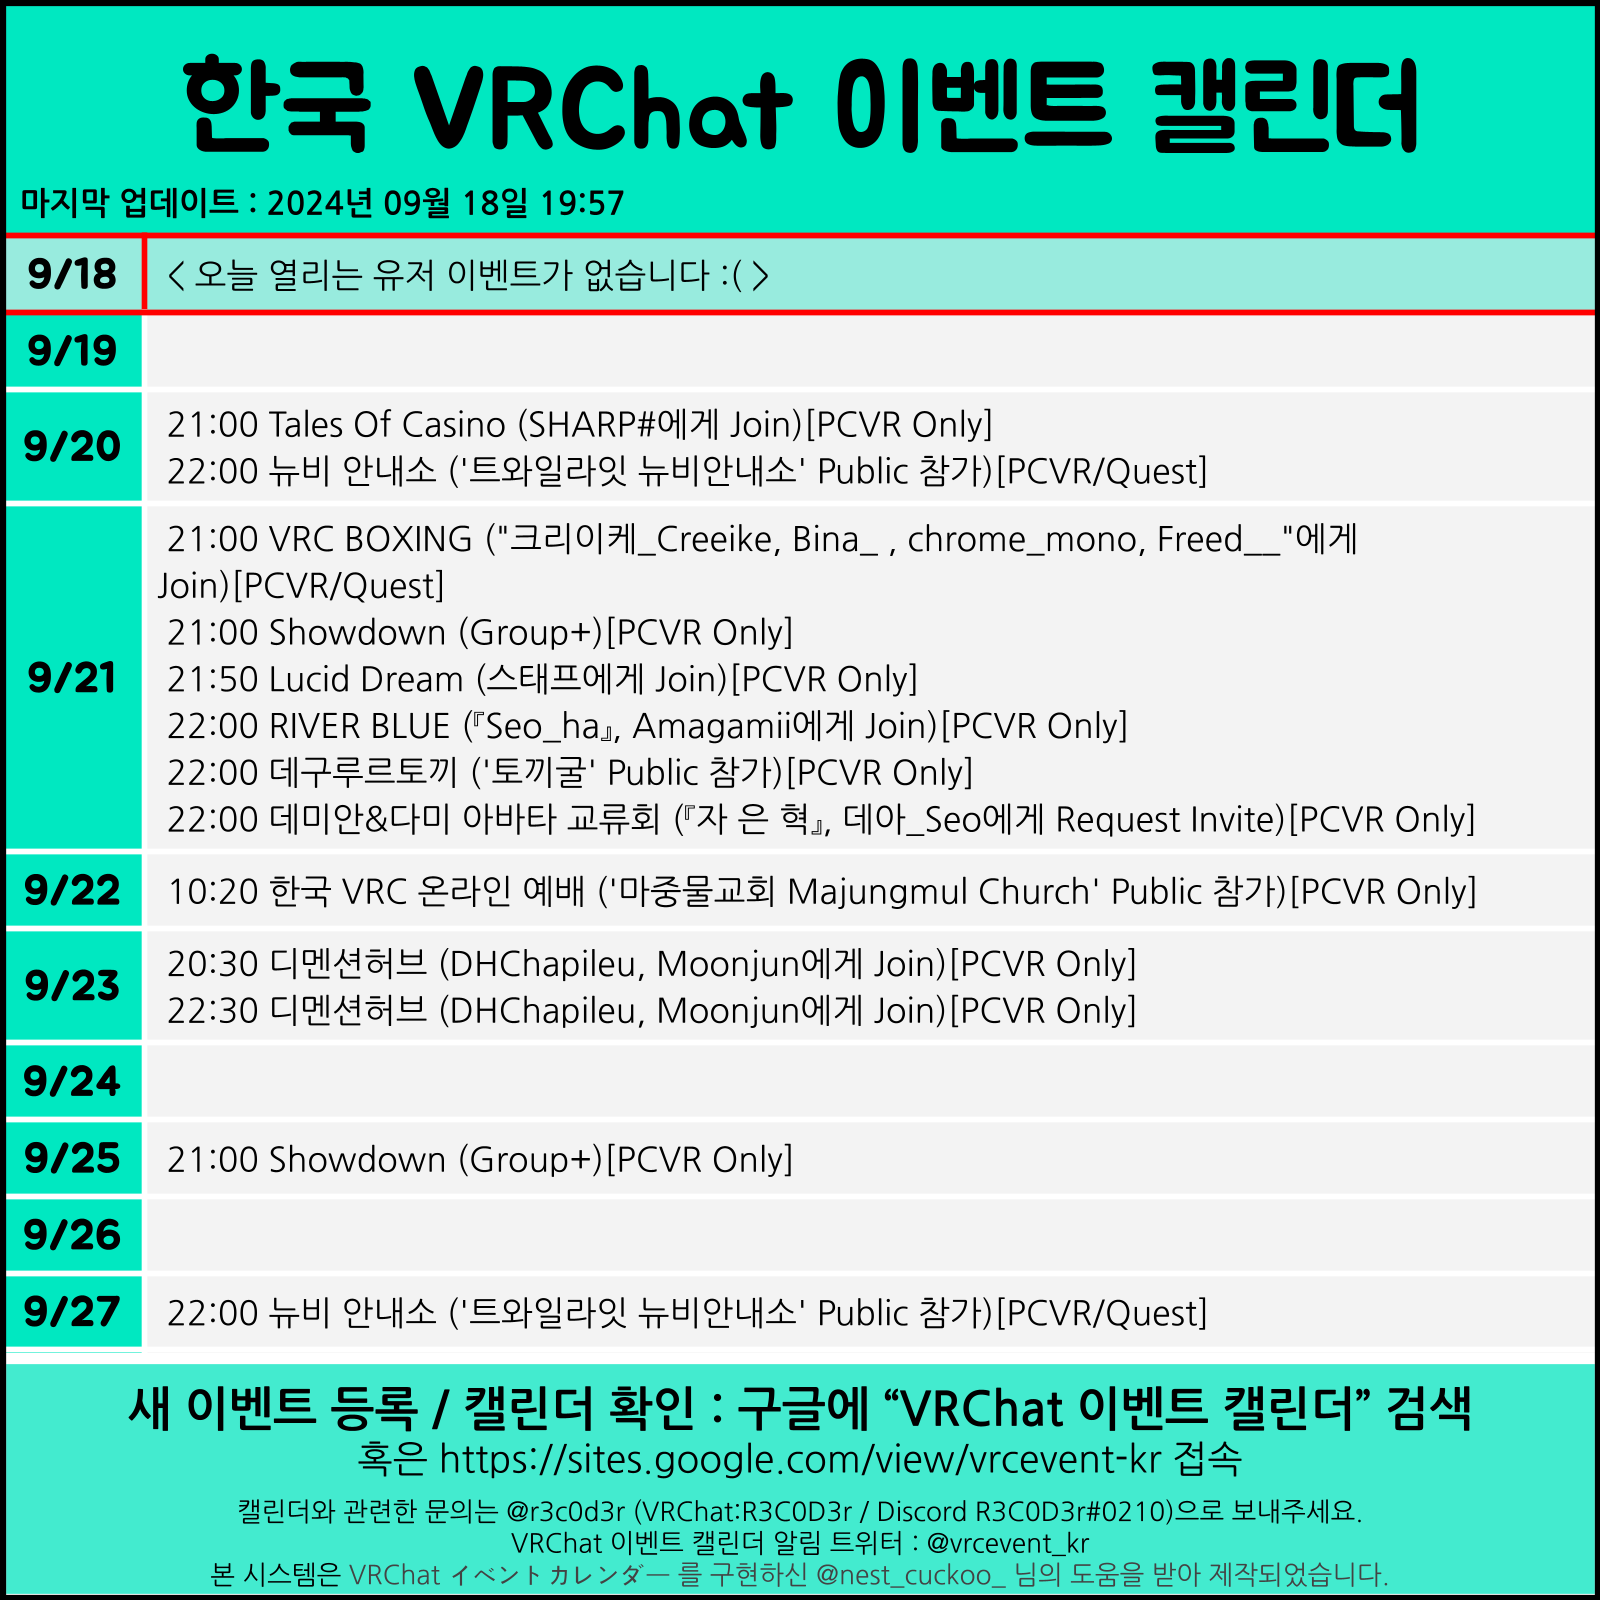 한국 VRChat 이벤트 캘린더
마지막 업데이트 : 2024년 09월 18일 19:57
9/18
< 오늘 열리는 유저 이벤트가 없습니다 :( >
9/19
9/20
21:00 Tales Of Casino (SHARP#에게 Join)[PCVR Only]
22:00 뉴비 안내소 ('트와일라잇 뉴비안내소' Public 참가)[PCVR/Quest]
9/21
21:00 VRC BOXING ("크리이케_Creeike, Bina_ , chrome_mono, Freed__"에게
Join)[PCVR/Quest]
21:00 Showdown (Group+)[PCVR Only]
21:50 Lucid Dream (스태프에게 Join)[PCVR Only]
22:00 RIVER BLUE (『Seo_ha』, Amagamii에게 Join)[PCVR Only]
22:00 데구루르토끼 ('토끼굴' Public 참가)[PCVR Only]
22:00 데미안&다미 아바타 교류회 (『자 은 혁』, 데아_Seo에게 Request Invite)[PCVR Only]
9/22
10:20 한국 VRC 온라인 예배 ('마중물교회 Majungmul Church' Public 참가)[PCVR Only]
9/23
20:30 디멘션허브 (DHChapileu, Moonjun에게 Join)[PCVR Only]
22:30 디멘션허브 (DHChapileu, Moonjun에게 Join)[PCVR Only]
9/24
9/25
21:00 Showdown (Group+)[PCVR Only]
9/26
9/27
22:00 뉴비 안내소 ('트와일라잇 뉴비안내소' Public 참가)[PCVR/Quest]
새 이벤트 등록 / 캘린더 확인 : 구글에 “VRChat 이벤트 캘린더” 검색
혹은 https://sites.google.com/view/vrcevent-kr 접속
캘린더와 관련한 문의는 @r3c0d3r (VRChat:R3C0D3r / Discord R3C0D3r#0210)으로 보내주세요.
VRChat 이벤트 캘린더 알림 트위터 : @vrcevent_kr
본 시스템은 VRChat イベントカレンダー 를 구현하신 @nest_cuckoo_ 님의 도움을 받아 제작되었습니다.